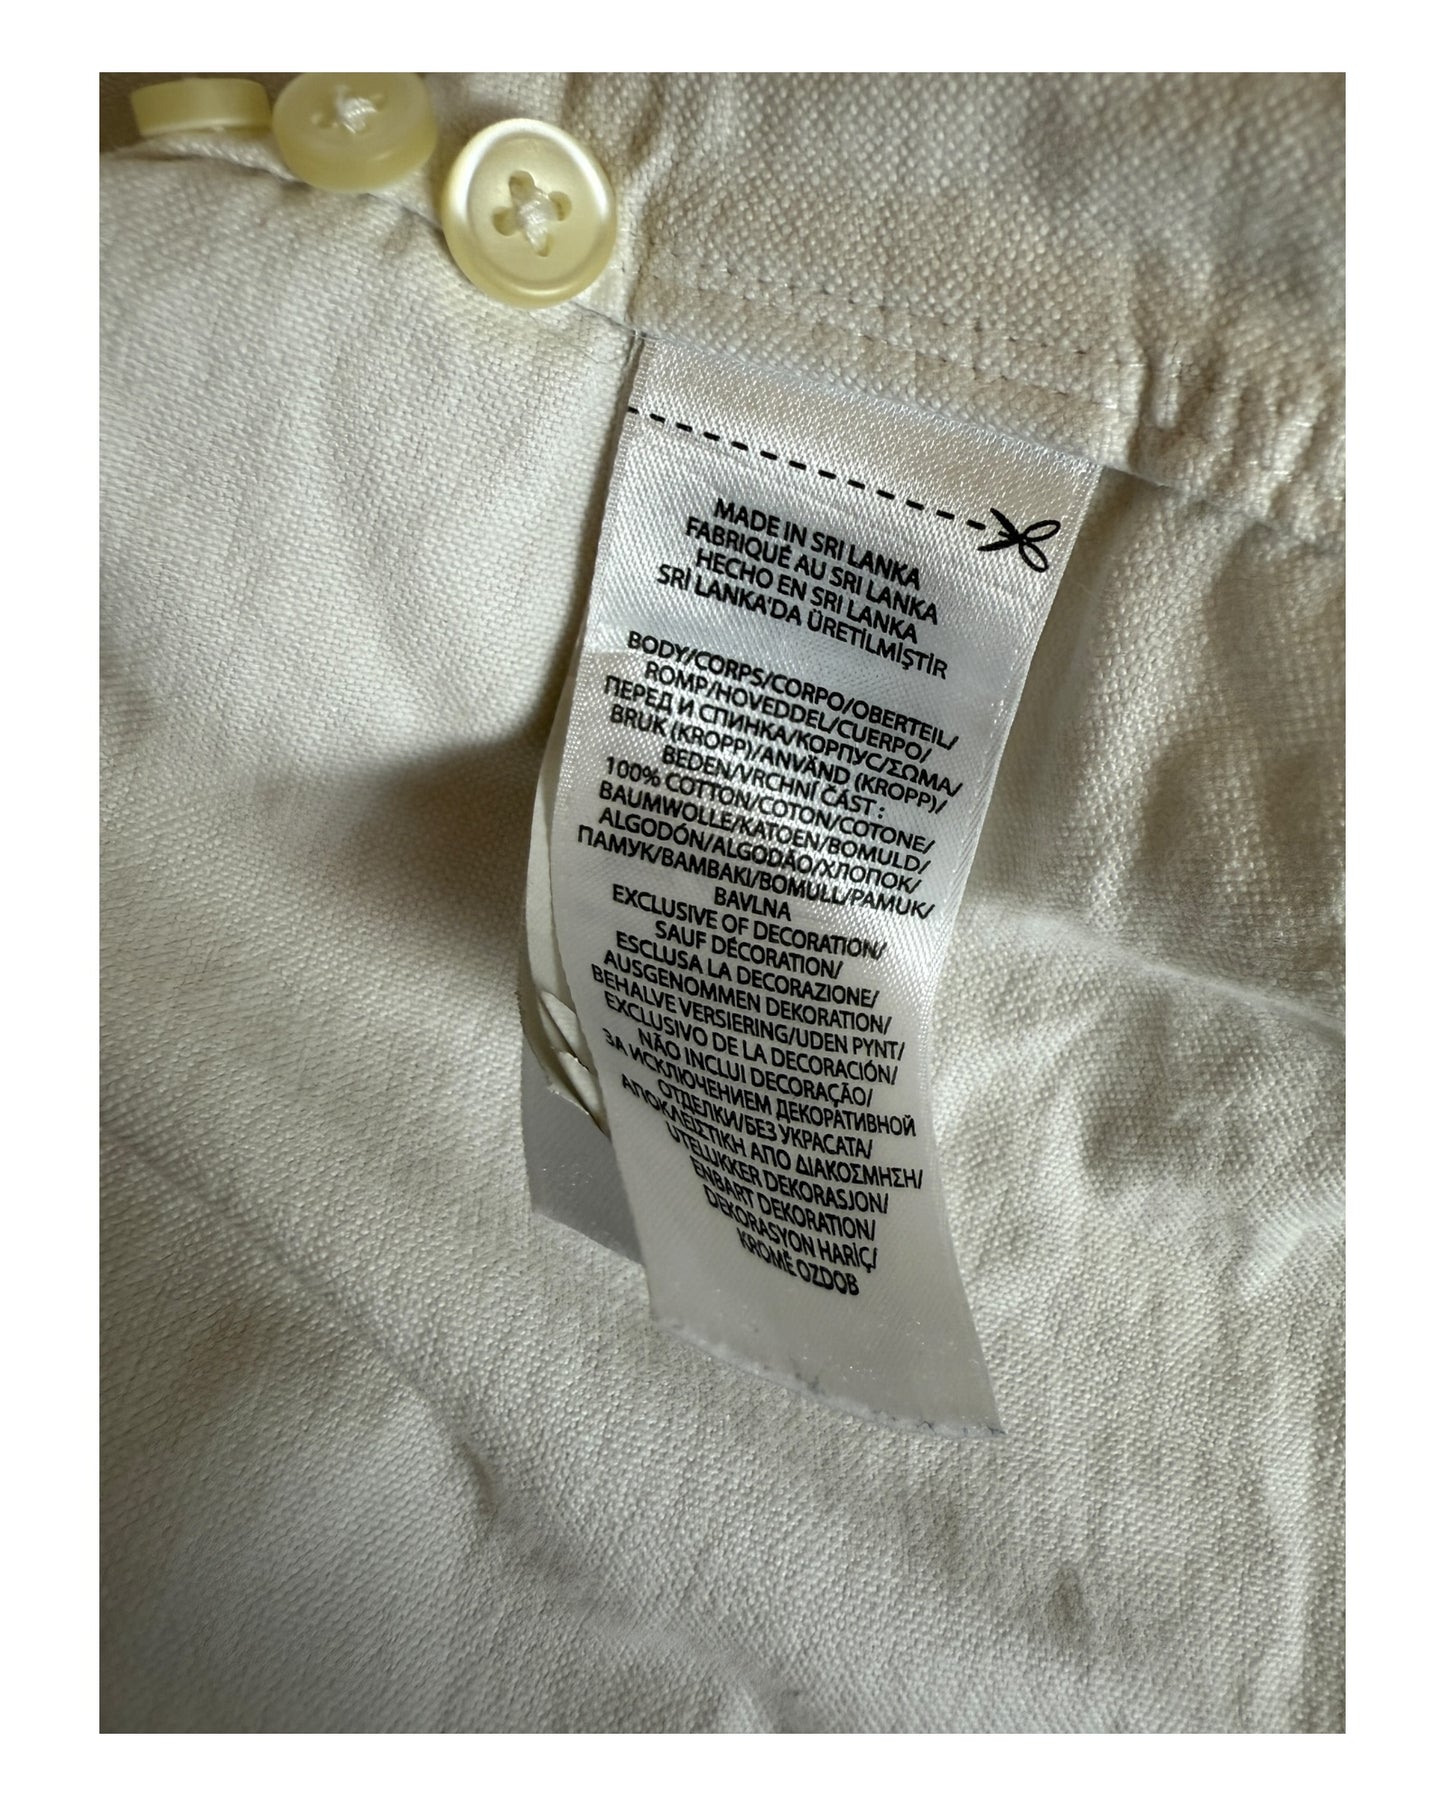 MADE IN SRI LANKA
FABRIQUÉ AU SRI LANKA
HECHO EN SRI LANKA
SRİ LANKA'DA ÜRETİLMİŞTİR
BODY/CORPS/CORPO/OBERTEIL/
ROMP/HOVEDDEL/CUERPO/
ПЕРЕД И СПИНКА/КОРПУС/ΣΩΜΑ/
BRUK (KROPP)/ANVÄND (KROPP)/
BEDEN/VRCHNÍ ČÁST :
100% COTTON/COTON/COTONE/
BAUMWOLLE/KATOEN/BOMULD/
ALGODÓN/ALGODÃO/ХЛОПОК/
ПАМУК/ΒΑΜΒΑΚΙ/BOMULL/PAMUK/
BAVLNA
EXCLUSIVE OF DECORATION/
SAUF DÉCORATION/
ESCLUSA LA DECORAZIONE/
AUSGENOMMEN DEKORATION/
BEHALVE VERSIERING/UDEN PYNT/
EXCLUSIVO DE LA DECORACIÓN/
NÃO INCLUI DECORAÇÃO/
ЗА ИСКЛЮЧЕНИЕМ ДЕКОРАТИВНОЙ
ОТДЕЛКИ/БЕЗ УКРАСАТА/
ΑΠΟΚΛΕΙΣΤΙΚΗ ΑΠΟ ΔΙΑΚΟΣΜΗΣΗ/
UTELUKKER DEKORASJON/
ENBART DEKORATION/
DEKORASYON HARİÇ/
KROMĚ OZDOB